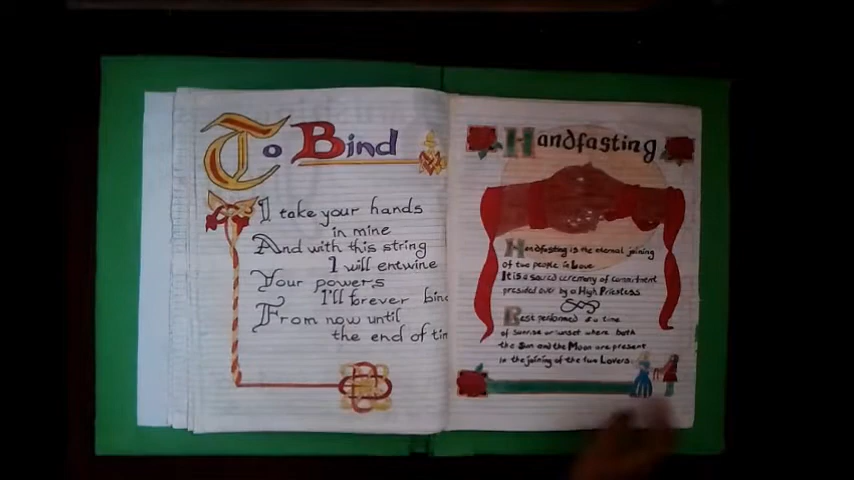 To Bind
I take your hands
in mine
And with this string
I will entwine
Your powers
I'll forever bind
From now until
the end of tim
Handfasting
Handfasting is the eternal joining
of two people in Love
It is a sacred ceremony of commitment
presided over by a High Priestess
Best performed at a time
of sunrise or sunset where both
the Sun and the Moon are present
in the joining of the two Lovers.